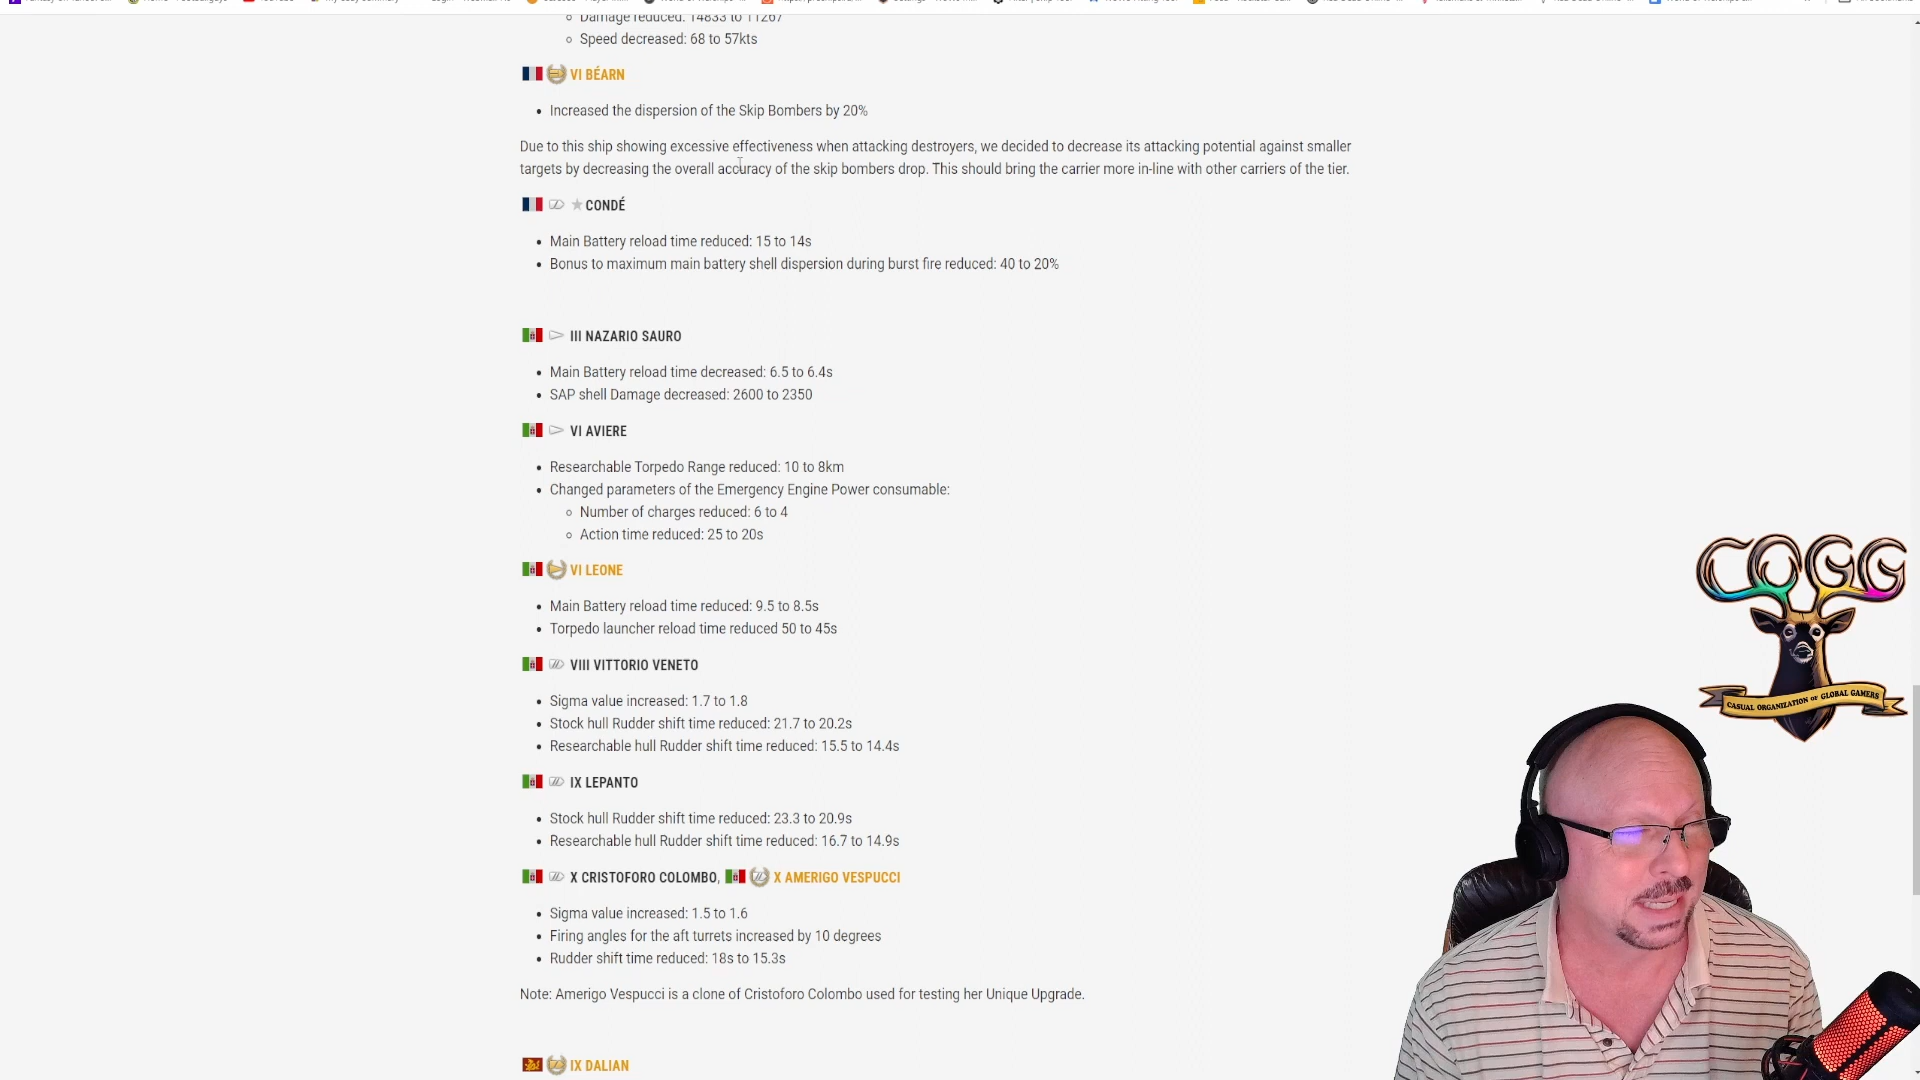 Damage reduced: 14833 to 11267
Speed decreased: 68 to 57kts
VI BÉARN
Increased the dispersion of the Skip Bombers by 20%
Due to this ship showing excessive effectiveness when attacking destroyers, we decided to decrease its attacking potential against smaller
targets by decreasing the overall accuracy of the skip bombers drop. This should bring the carrier more in-line with other carriers of the tier.
CONDÉ
Main Battery reload time reduced: 15 to 14s
Bonus to maximum main battery shell dispersion during burst fire reduced: 40 to 20%
III NAZARIO SAURO
Main Battery reload time decreased: 6.5 to 6.4s
SAP shell Damage decreased: 2600 to 2350
VI AVIERE
Researchable Torpedo Range reduced: 10 to 8km
Changed parameters of the Emergency Engine Power consumable:
Number of charges reduced: 6 to 4
Action time reduced: 25 to 20s
VI LEONE
Main Battery reload time reduced: 9.5 to 8.5s
Torpedo launcher reload time reduced 50 to 45s
VIII VITTORIO VENETO
Sigma value increased: 1.7 to 1.8
Stock hull Rudder shift time reduced: 21.7 to 20.2s
Researchable hull Rudder shift time reduced: 15.5 to 14.4s
IX LEPANTO
Stock hull Rudder shift time reduced: 23.3 to 20.9s
Researchable hull Rudder shift time reduced: 16.7 to 14.9s
X CRISTOFORO COLOMBO, X AMERIGO VESPUCCI
Sigma value increased: 1.5 to 1.6
Firing angles for the aft turrets increased by 10 degrees
Rudder shift time reduced: 18s to 15.3s
Note: Amerigo Vespucci is a clone of Cristoforo Colombo used for testing her Unique Upgrade.
IX DALIAN
COGG
CASUAL ORGANIZATION OF GLOBAL GAMERS